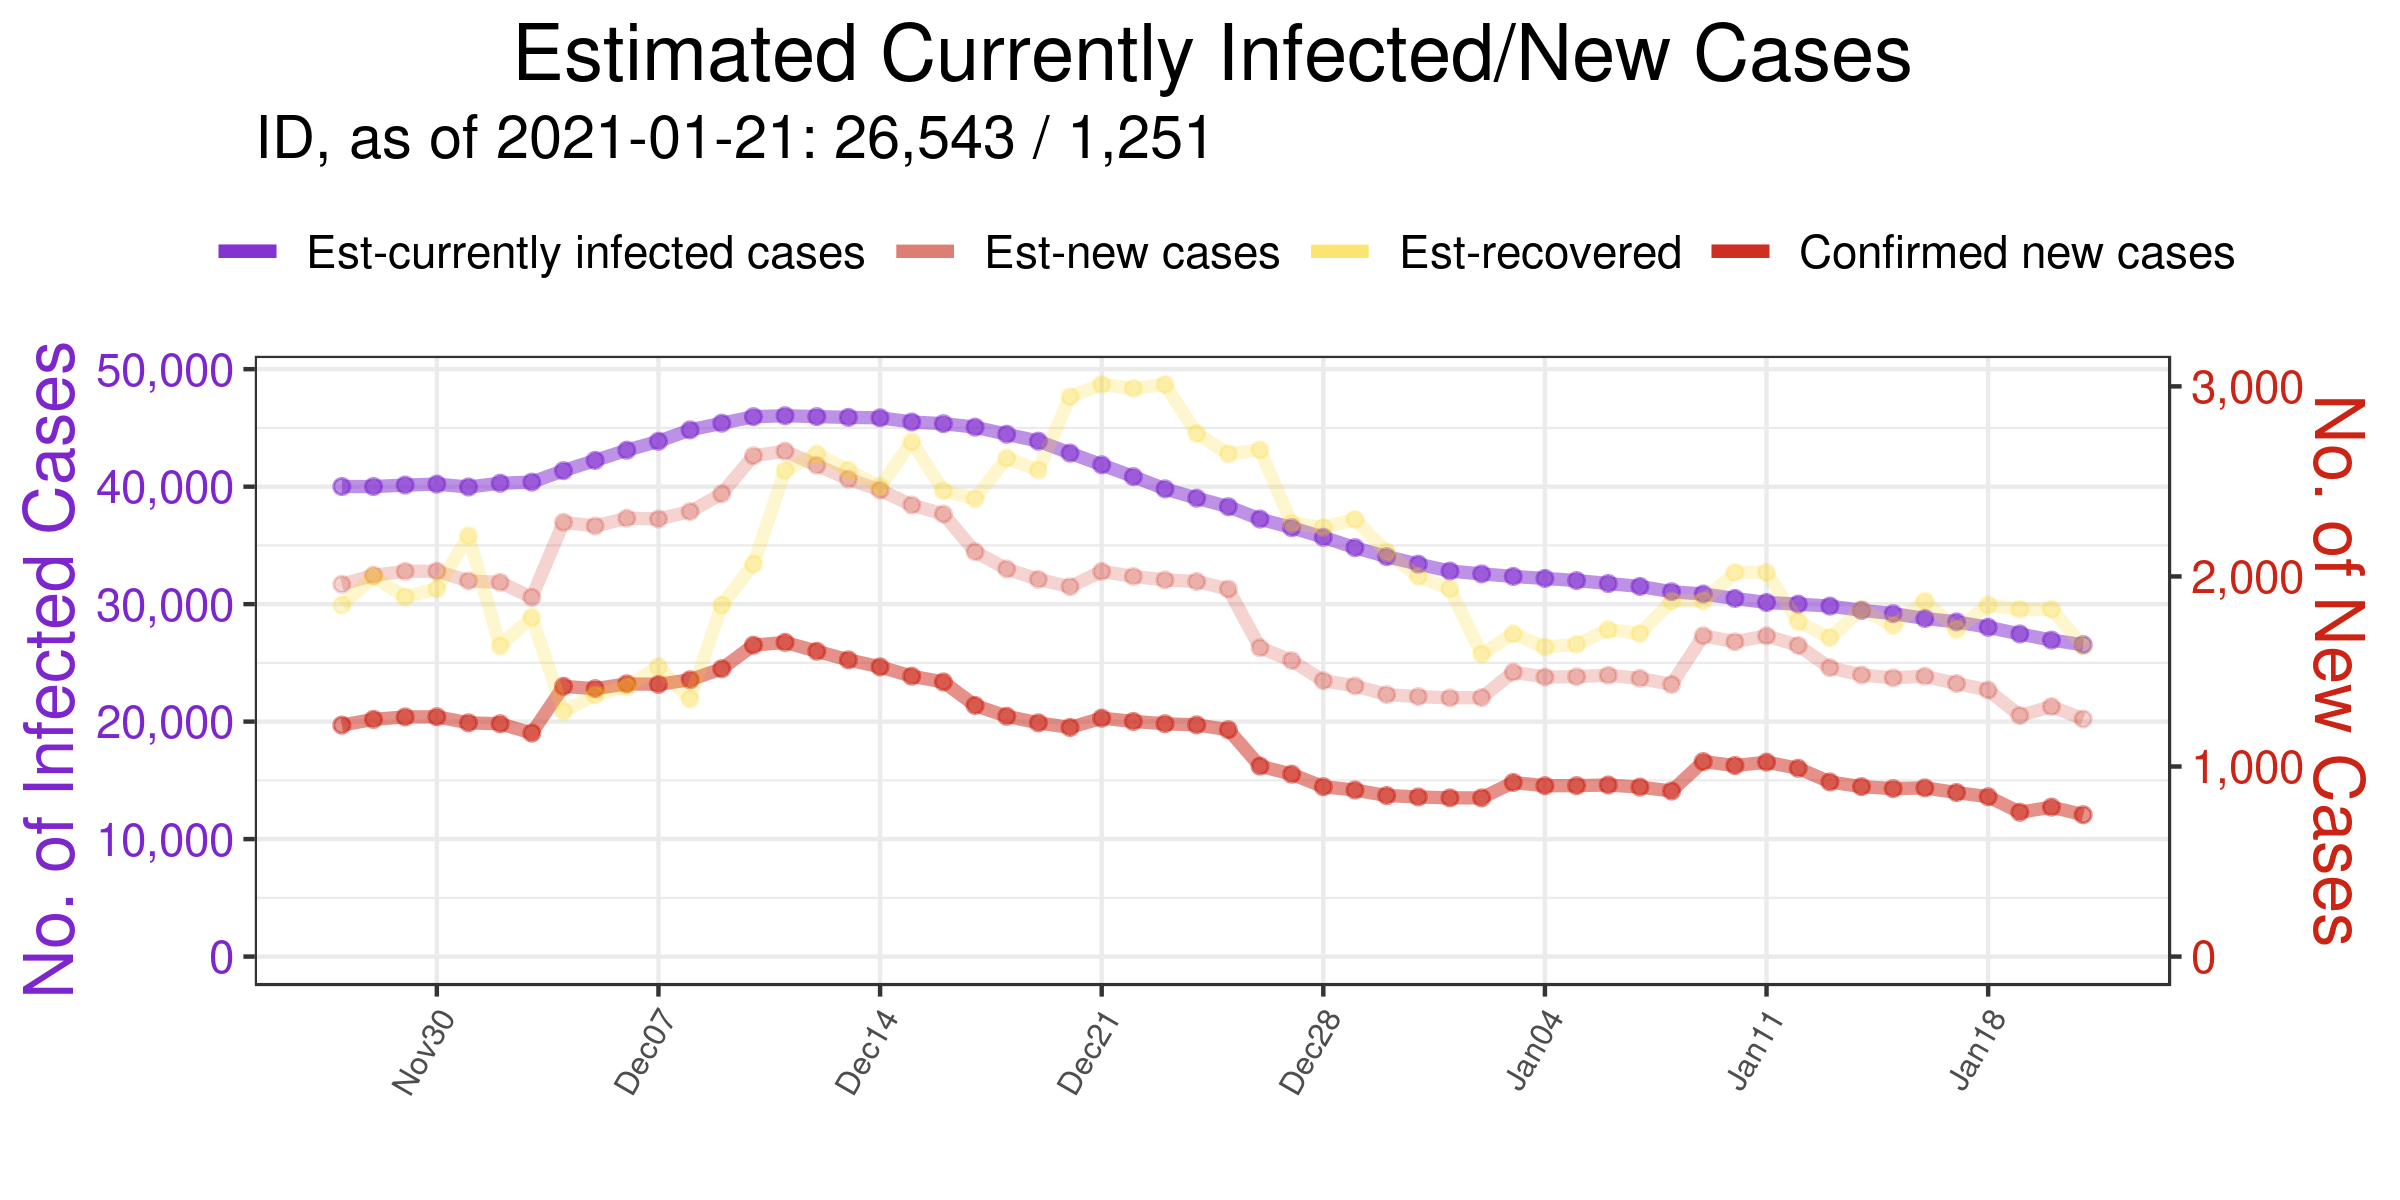 Estimated Currently Infected/New Cases
ID, as of 2021-01-21: 26,543 / 1,251
Est-currently infected cases Est-new cases Est-recovered Confirmed new cases
No. of Infected Cases
50,000
40,000
30,000
20,000
10,000
0
3,000
2,000
1,000
0
No. of New Cases
Nov30 Dec07 Dec14 Dec21 Dec28 Jan04 Jan11 Jan18